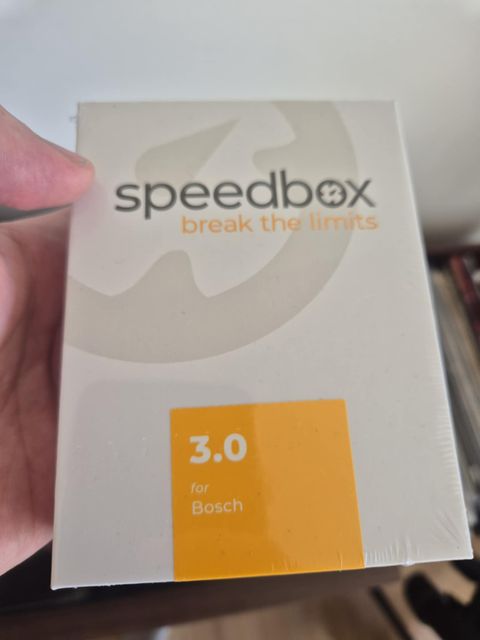 speedbox
break the limits
3.0
for
Bosch